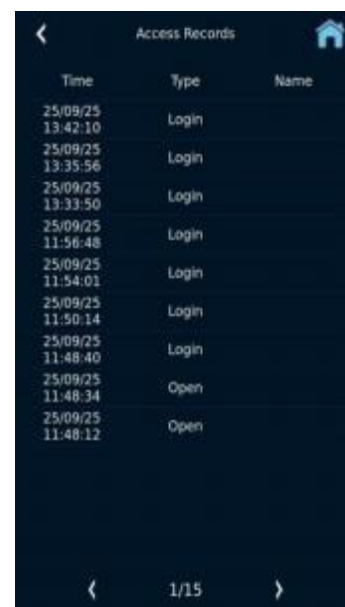 Access Records
Time Type Name
25/09/25
13:42:10 Login
25/09/25
13:35:56 Login
25/09/25
13:33:50 Login
25/09/25
11:56:48 Login
25/09/25
11:54:01 Login
25/09/25
11:50:14 Login
25/09/25
11:48:40 Login
25/09/25
11:48:34 Open
25/09/25
11:48:12 Open
1/15